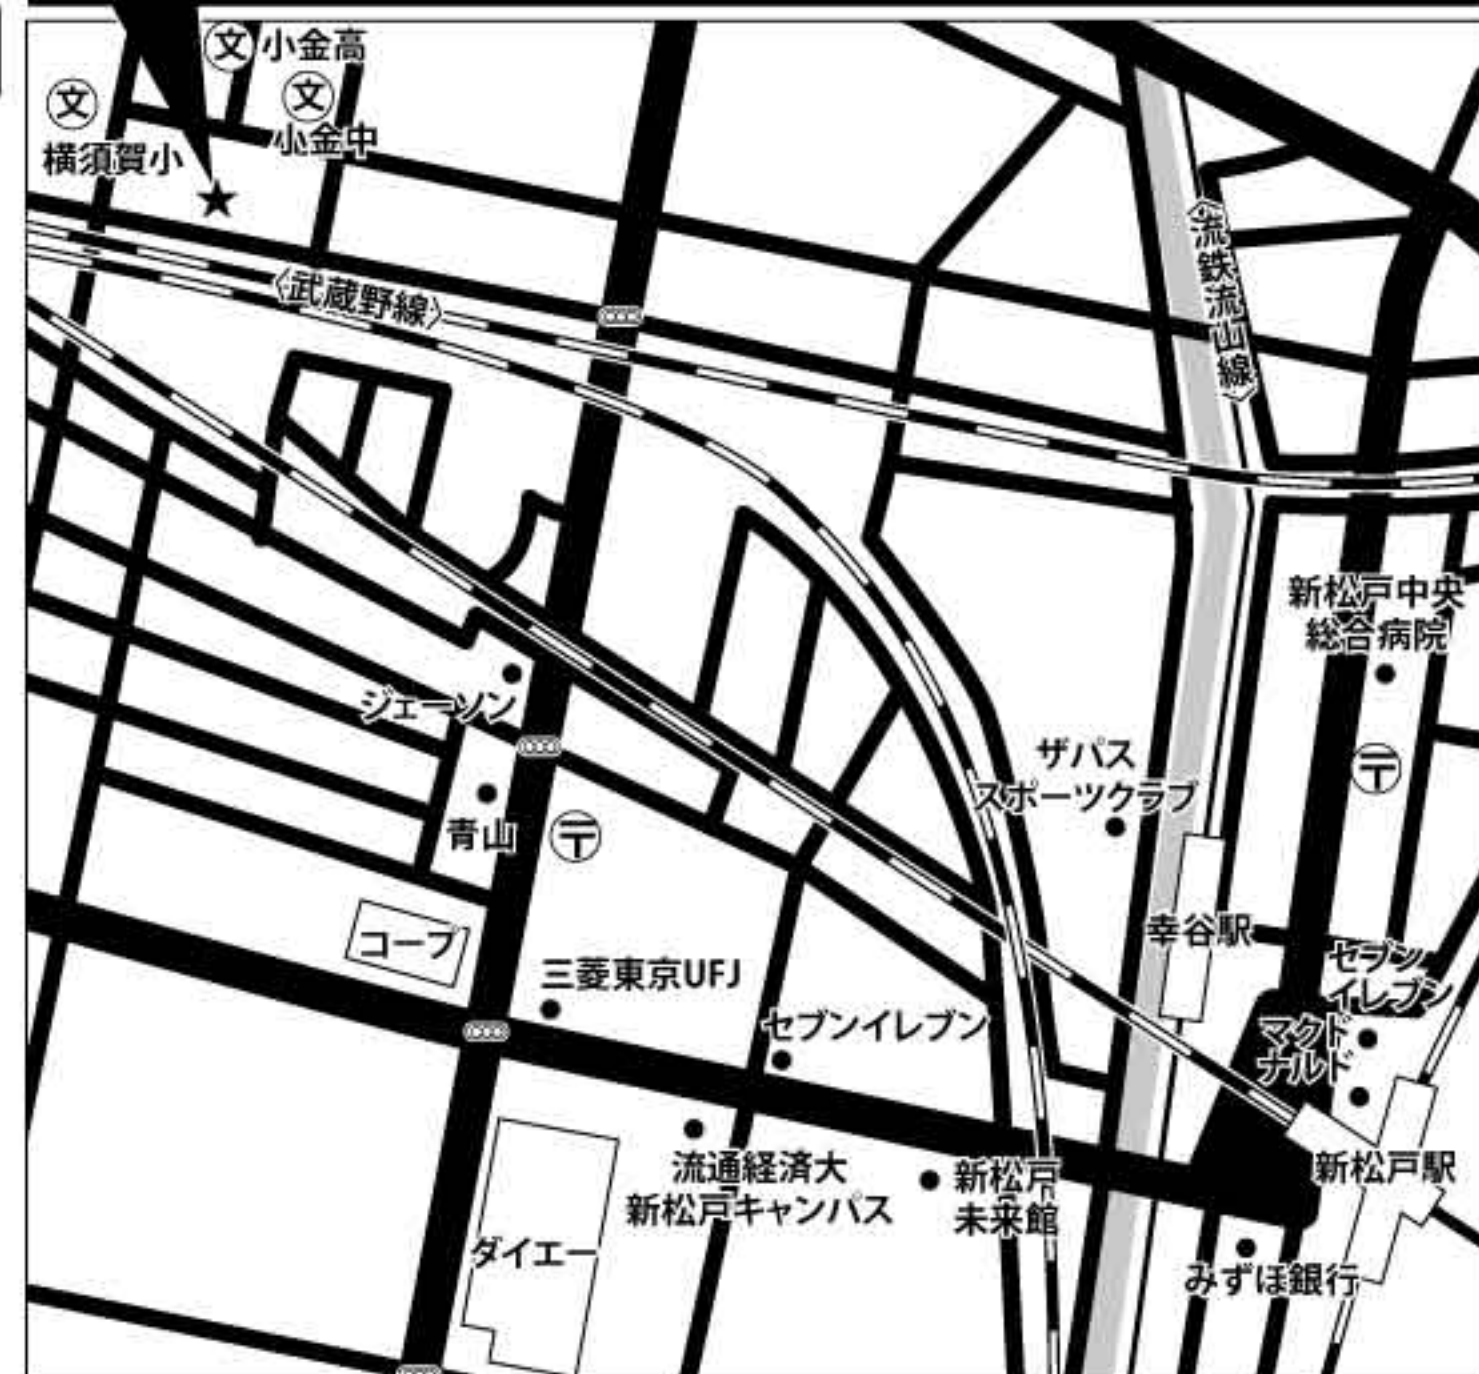 文
小金高
文
文
小金中
横須賀小
〈武蔵野線〉
〈流鉄流山線〉
新松戸中央
総合病院
ジェーソン
ザパス
スポーツクラブ
〒
青山
〒
コープ
幸谷駅
三菱東京UFJ
セブン
イレブン
セブンイレブン
マクド
ナルド
流通経済大
新松戸キャンパス
新松戸
未来館
新松戸駅
ダイエー
みずほ銀行